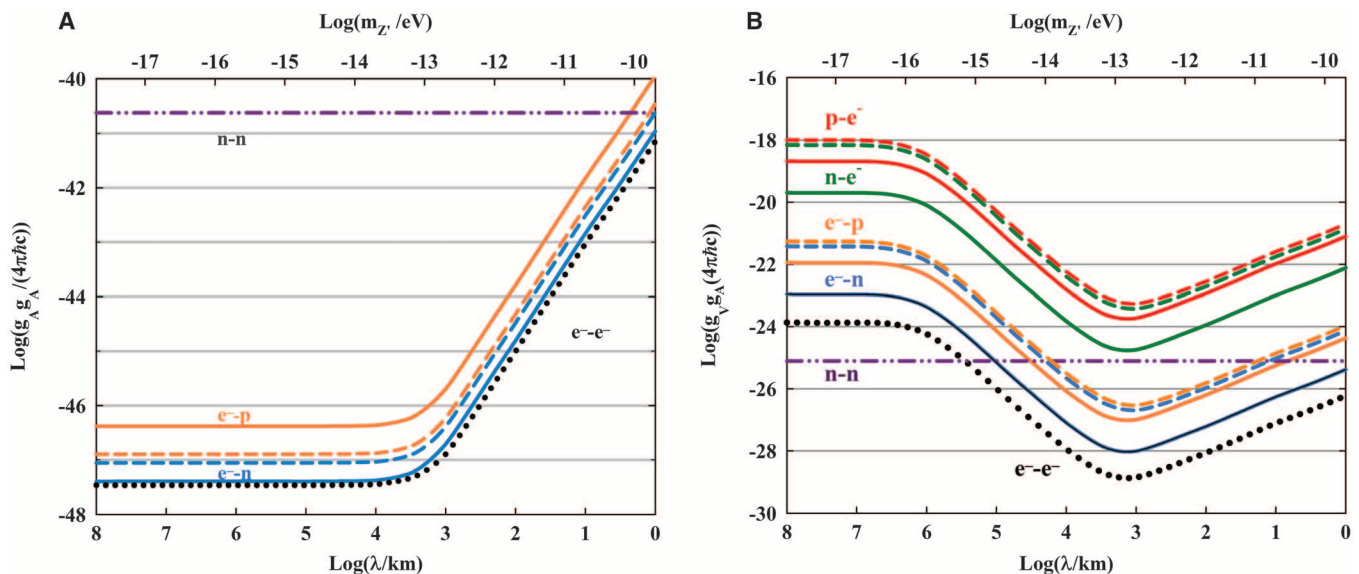 A
Log(m_Z' /eV)
-17 -16 -15 -14 -13 -12 -11 -10
-40
-42
-44
-46
-48
Log(g_A g_A/(4πħc))
n-n
e⁻-e⁻
e⁻-p
e⁻-n
8 7 6 5 4 3 2 1 0
Log(λ/km)
B
Log(m_Z' /eV)
-17 -16 -15 -14 -13 -12 -11 -10
-16
-18
-20
-22
-24
-26
-28
-30
Log(g_V g_A/(4πħc))
p-e⁻
n-e⁻
e⁻-p
e⁻-n
n-n
e⁻-e⁻
8 7 6 5 4 3 2 1 0
Log(λ/km)